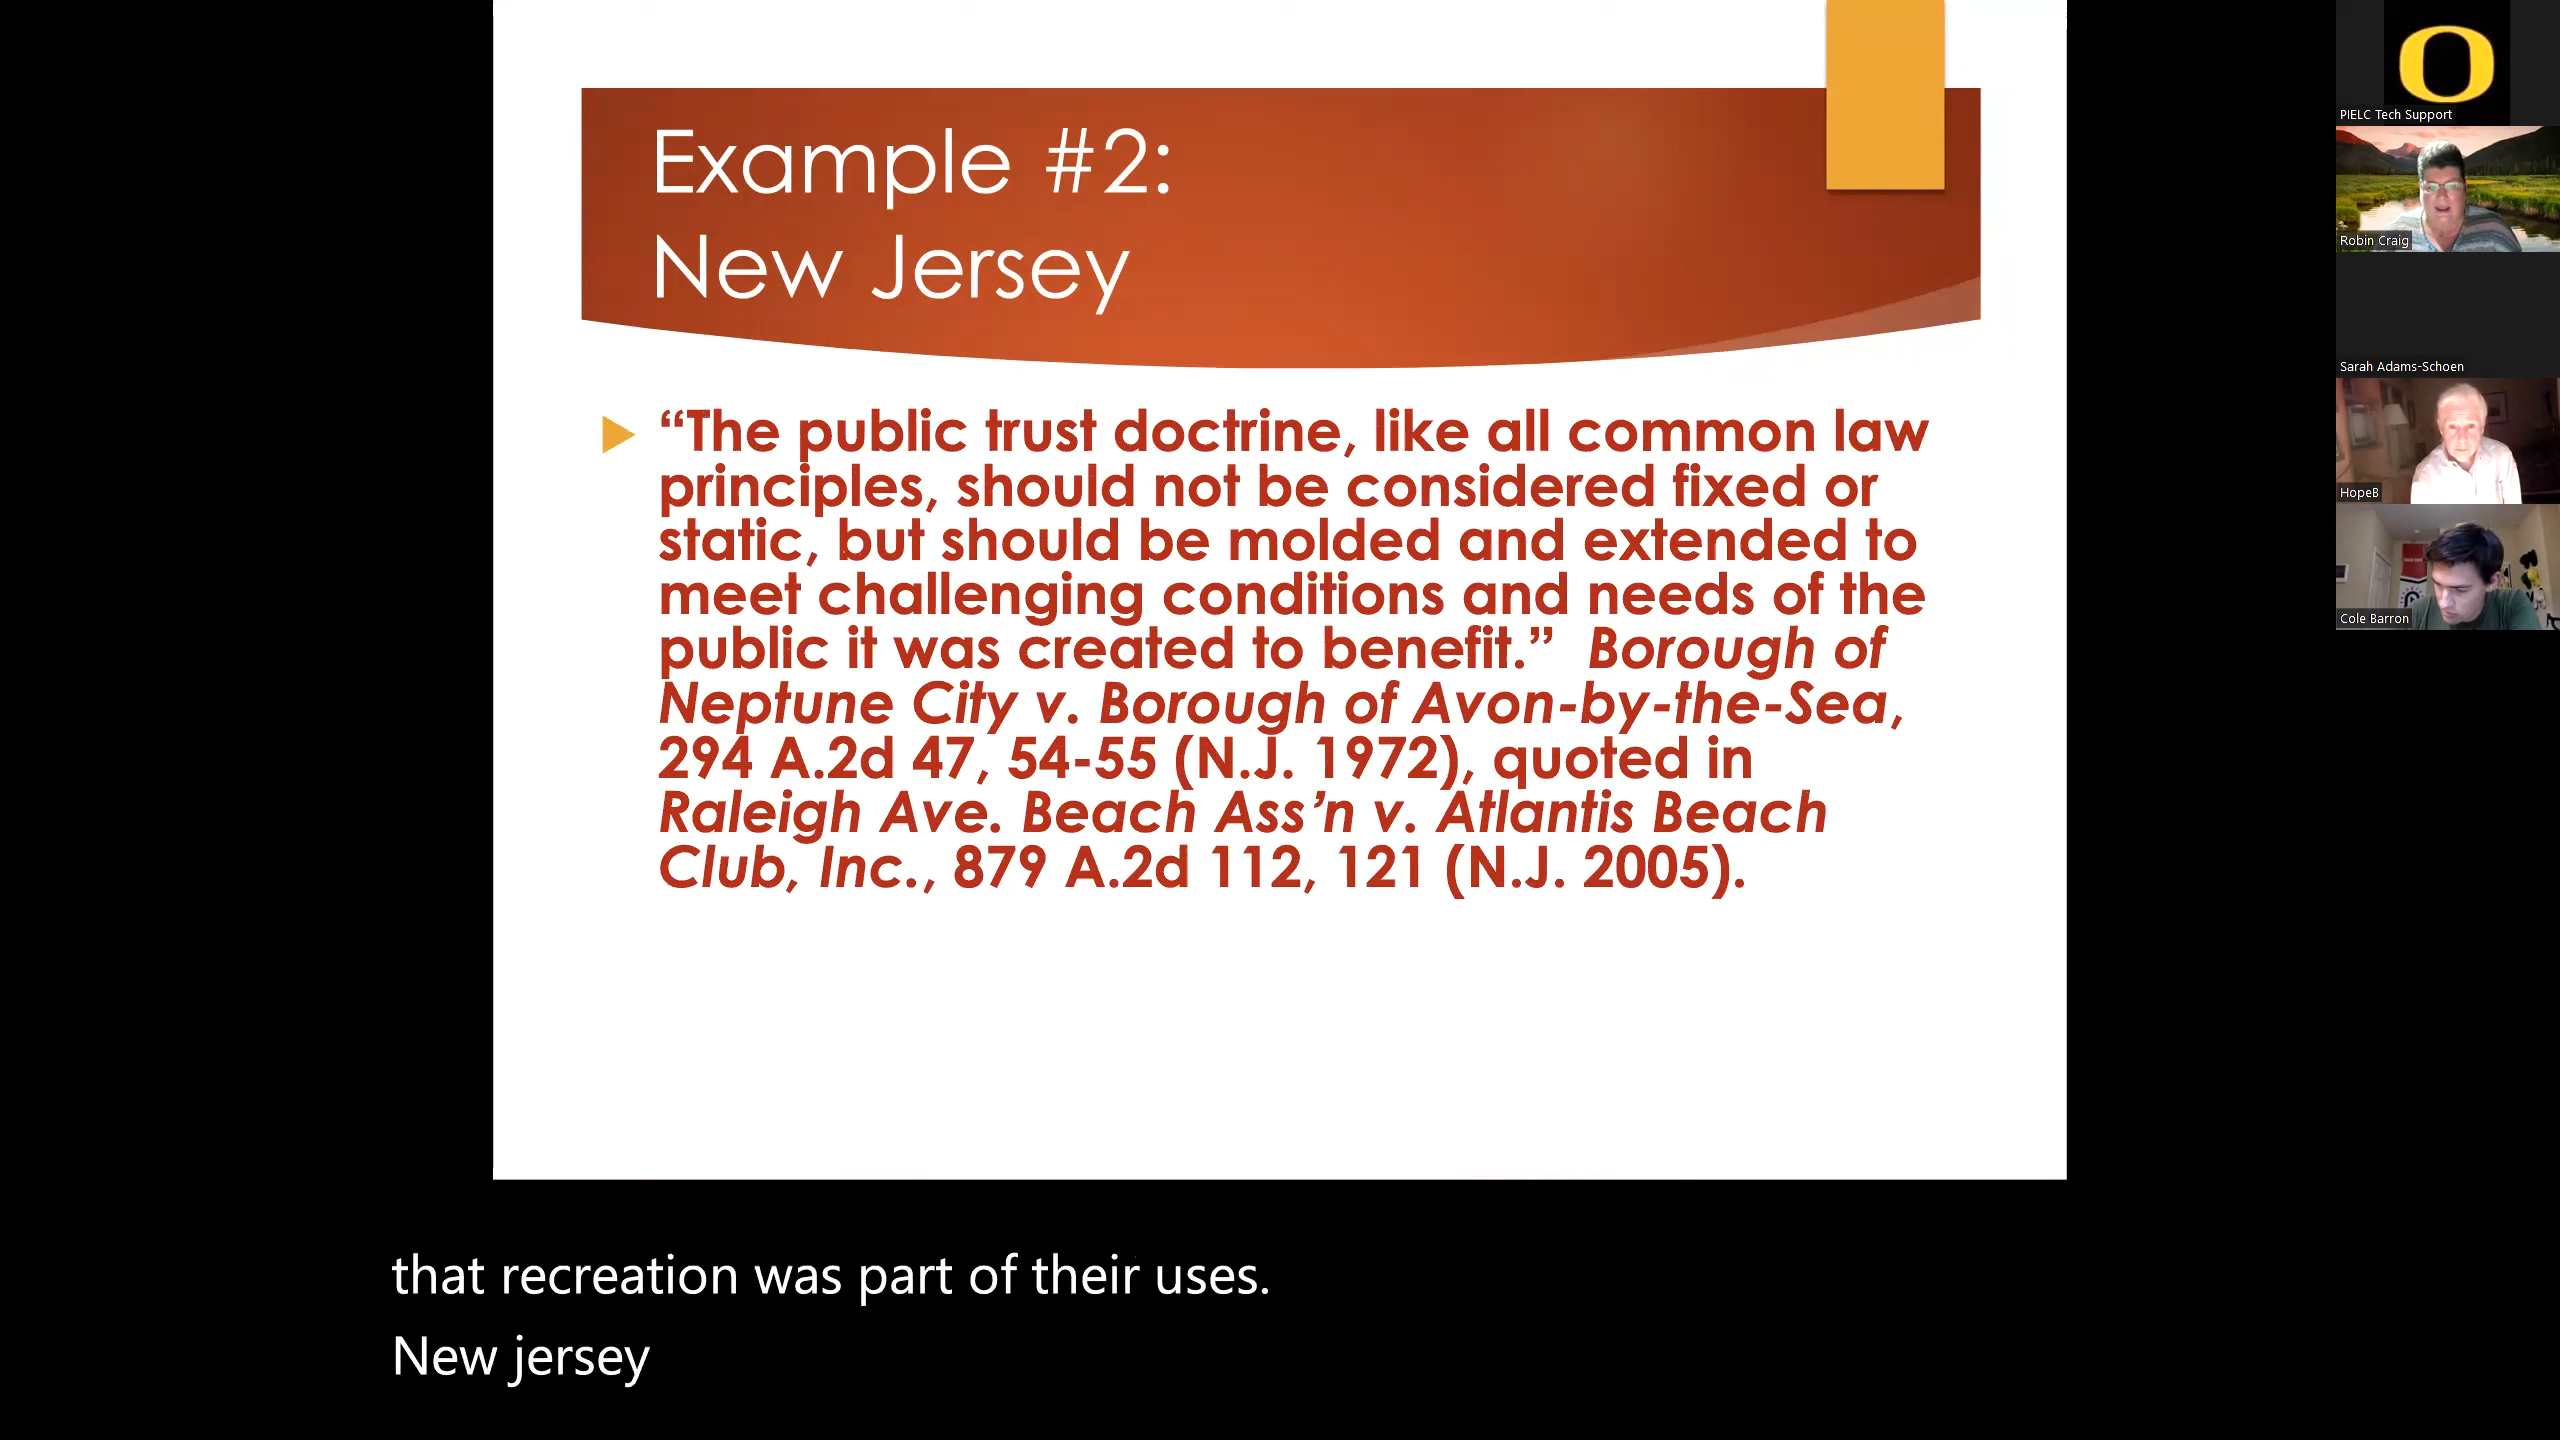 Example #2:
New Jersey
“The public trust doctrine, like all common law
principles, should not be considered fixed or
static, but should be molded and extended to
meet challenging conditions and needs of the
public it was created to benefit.” Borough of
Neptune City v. Borough of Avon-by-the-Sea,
294 A.2d 47, 54-55 (N.J. 1972), quoted in
Raleigh Ave. Beach Ass’n v. Atlantis Beach
Club, Inc., 879 A.2d 112, 121 (N.J. 2005).
that recreation was part of their uses.
New jersey
O
PIELC Tech Support
Robin Craig
Sarah Adams-Schoen
HopeB
Cole Barron